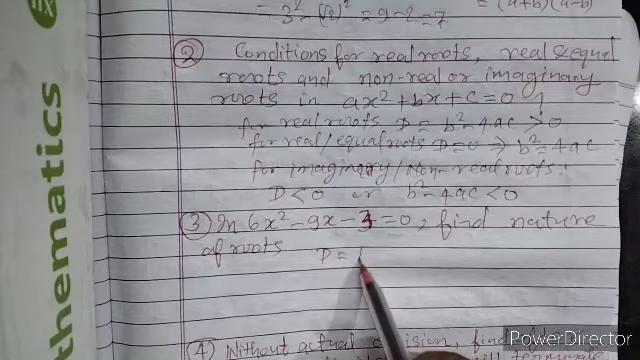 3² - (√2)² = 9 - 2 = 7
= (a+b)(a-b)
thematics
② Conditions for real roots, real & equal
roots and non-real or imaginary
roots in ax² + bx + c = 0 ?
for real roots D = b² - 4ac > 0
for real/equal roots D = 0 ⇒ b² = 4ac
for imaginary/Non-real roots:
D < 0 or b² - 4ac < 0
③ In 6x² - 9x - 3 = 0, find nature
of roots D =
④ Without actual find
PowerDirector